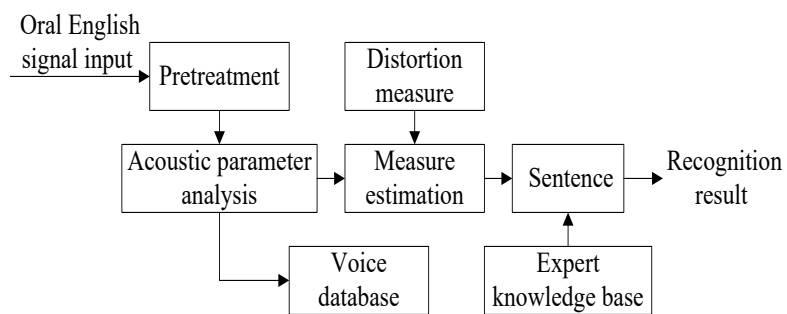 Oral English
signal input
Pretreatment
Distortion
measure
Acoustic parameter
analysis
Measure
estimation
Sentence
Recognition
result
Voice
database
Expert
knowledge base